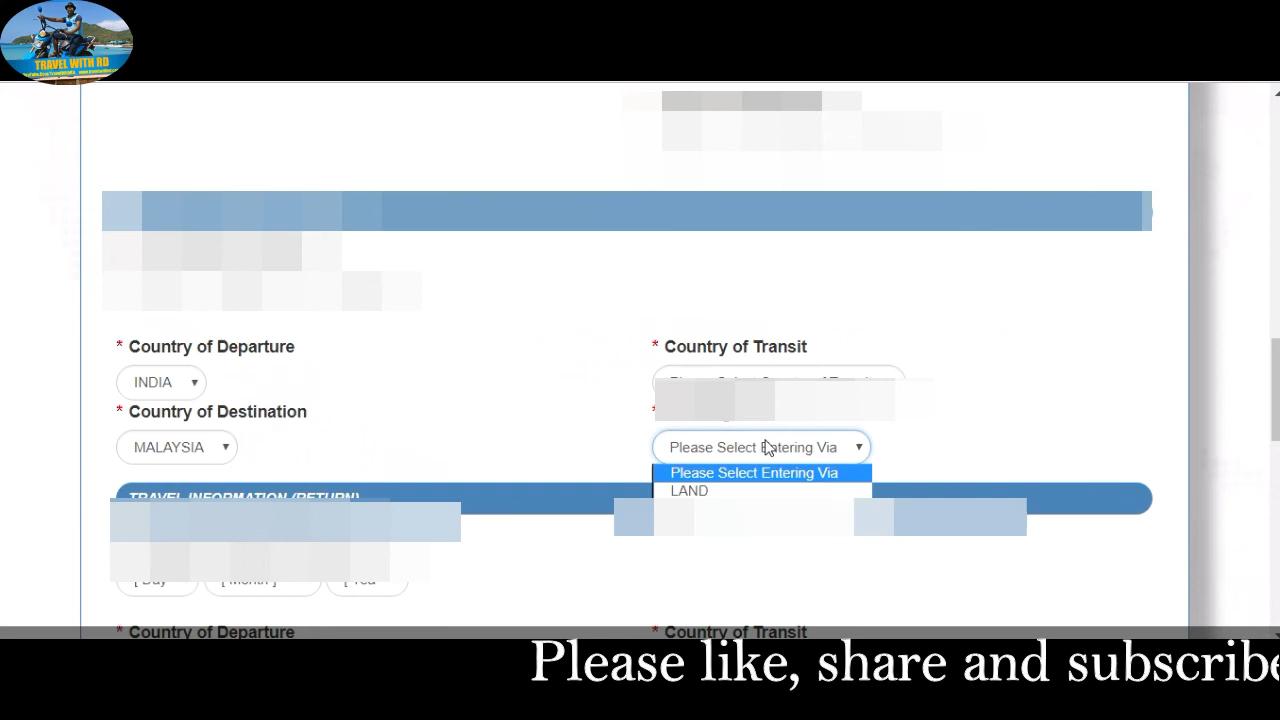 TRAVEL WITH RD
* Country of Departure
* Country of Transit
INDIA
* Country of Destination
*
MALAYSIA
Please Select Entering Via
Please Select Entering Via
LAND
TRAVEL INFORMATION (RETURN)
* Country of Departure
* Country of Transit
Please like, share and subscribe